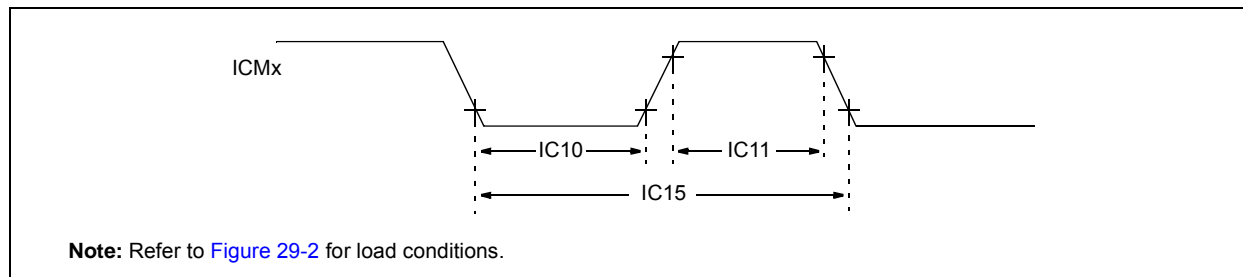 ICMx
IC10
IC11
IC15
Note: Refer to Figure 29-2 for load conditions.